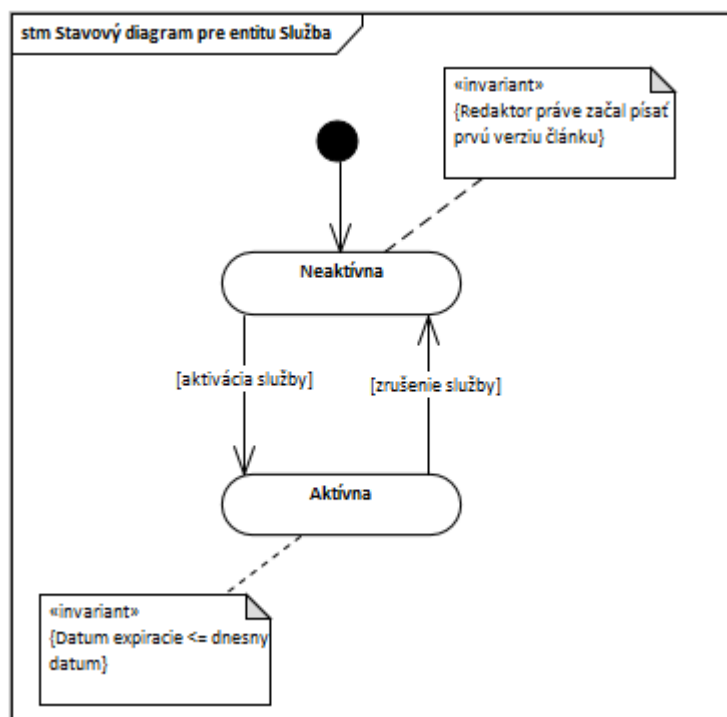 stm Stavový diagram pre entitu Služba
«invariant»
{Redaktor práve začal písať
prvú verziu článku}
Neaktívna
[aktivácia služby]
[zrušenie služby]
Aktívna
«invariant»
{Datum expiracie <= dnesny
datum}